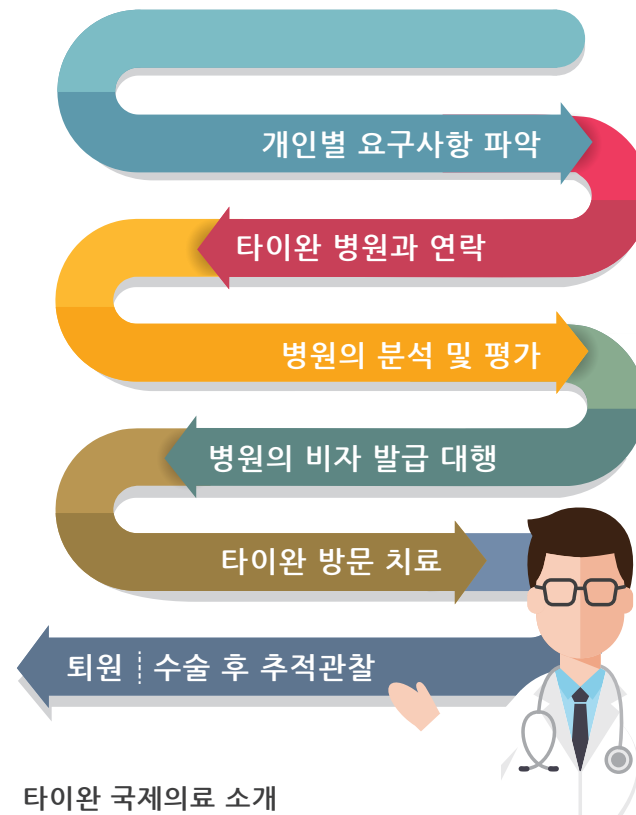 개인별 요구사항 파악
타이완 병원과 연락
병원의 분석 및 평가
병원의 비자 발급 대행
타이완 방문 치료
퇴원 수술 후 추적관찰
타이완 국제의료 소개